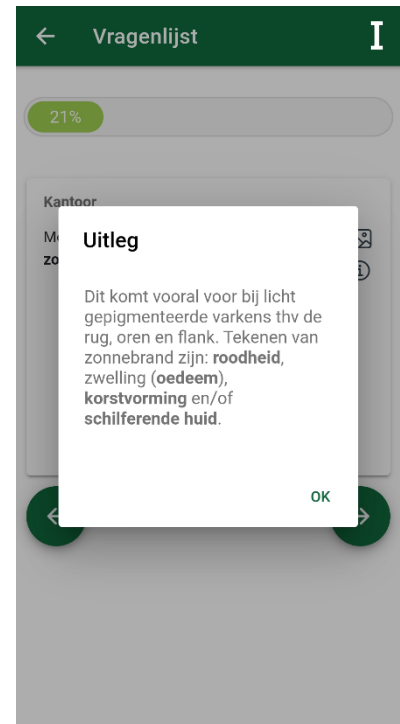 Vragenlijst
I
21%
Kantoor
zo
Uitleg
Dit komt vooral voor bij licht
gepigmenteerde varkens thv de
rug, oren en flank. Tekenen van
zonnebrand zijn: roodheid,
zwelling (oedeem),
korstvorming en/of
schilferende huid.
OK